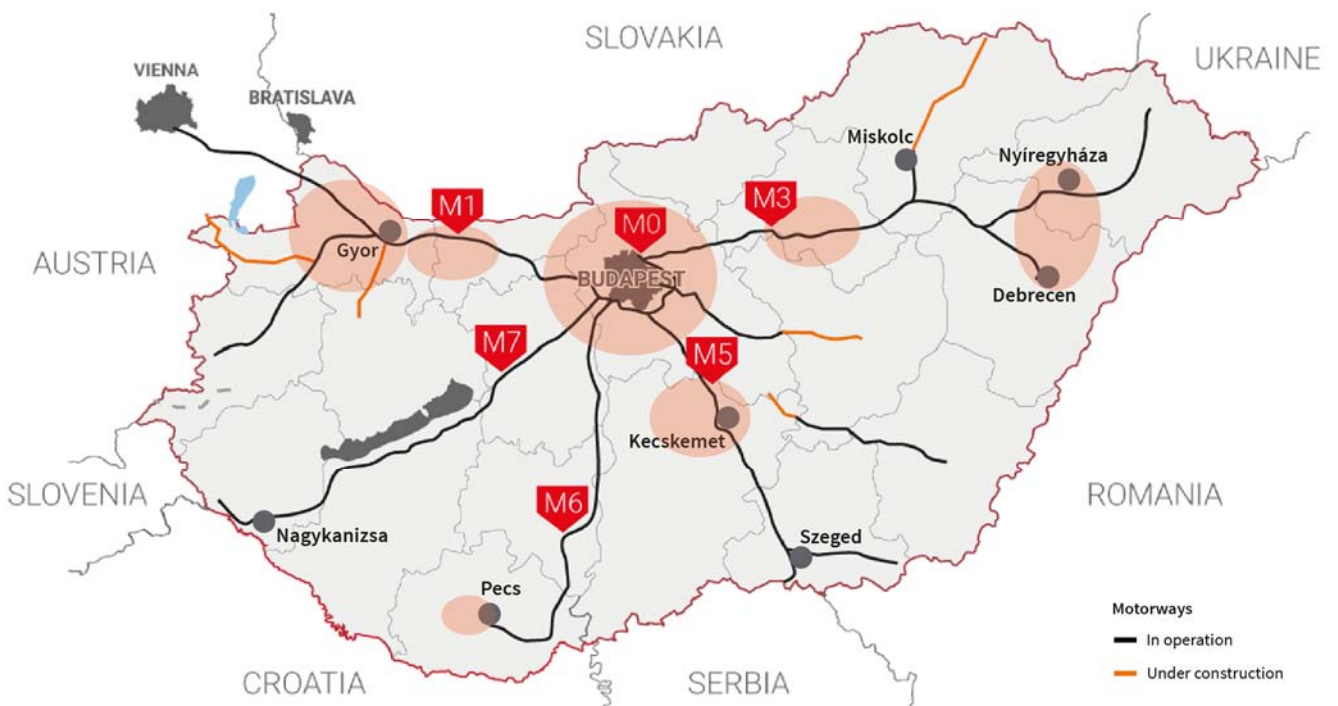 SLOVAKIA
UKRAINE
VIENNA
BRATISLAVA
Miskolc
Nyíregyháza
M1
M3
M0
Gyor
AUSTRIA
BUDAPEST
Debrecen
M7
M5
Kecskemet
SLOVENIA
ROMANIA
M6
Nagykanizsa
Szeged
Pecs
Motorways
In operation
Under construction
CROATIA
SERBIA